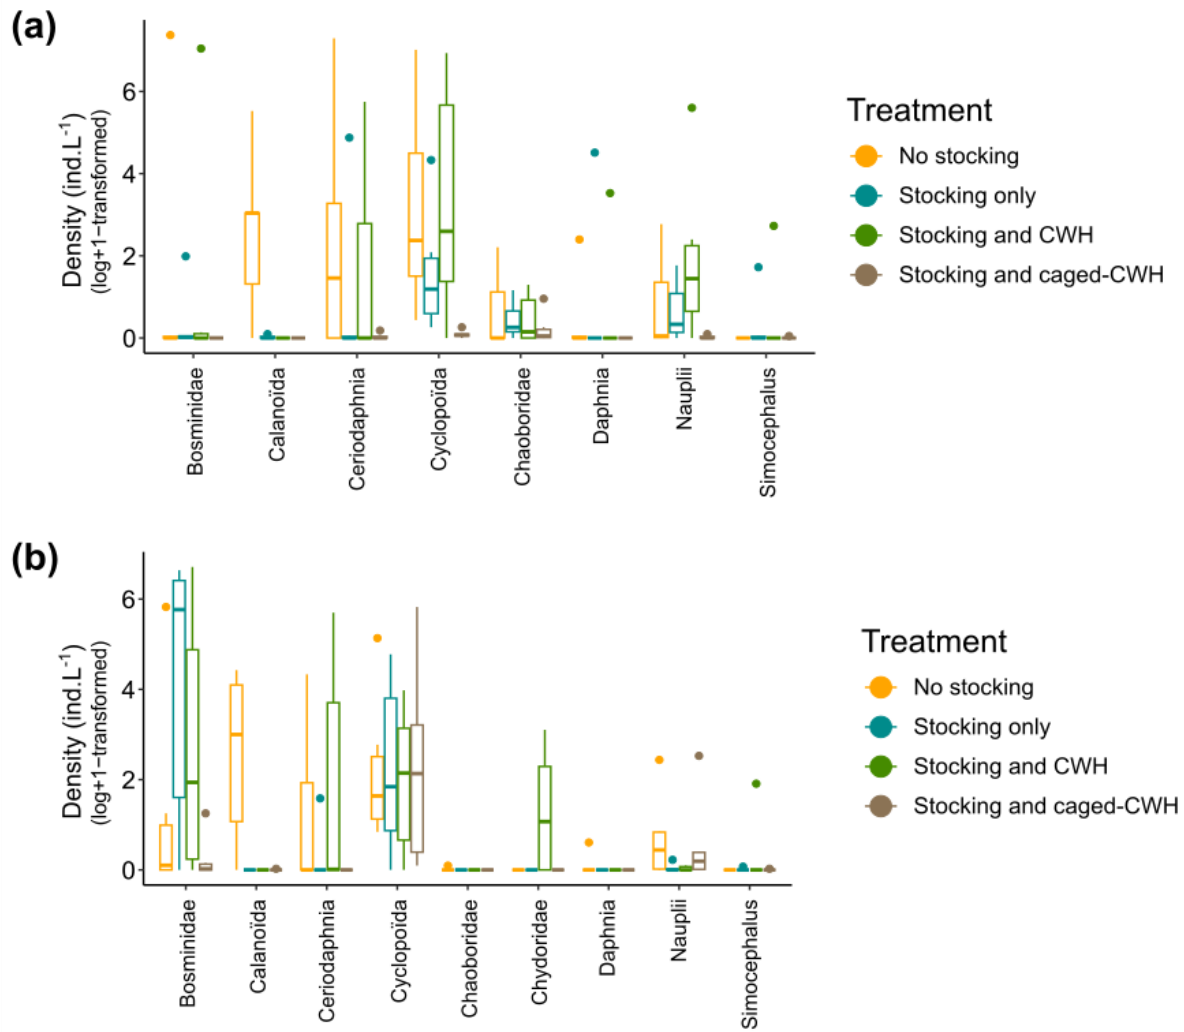 (a)
Density (ind.L⁻¹)
(log+1−transformed)
6
4
2
0
Bosminidae
Calanoïda
Ceriodaphnia
Cyclopoïda
Chaoboridae
Daphnia
Nauplii
Simocephalus
Treatment
No stocking
Stocking only
Stocking and CWH
Stocking and caged-CWH
(b)
Density (ind.L⁻¹)
(log+1−transformed)
6
4
2
0
Bosminidae
Calanoïda
Ceriodaphnia
Cyclopoïda
Chaoboridae
Chydoridae
Daphnia
Nauplii
Simocephalus
Treatment
No stocking
Stocking only
Stocking and CWH
Stocking and caged-CWH